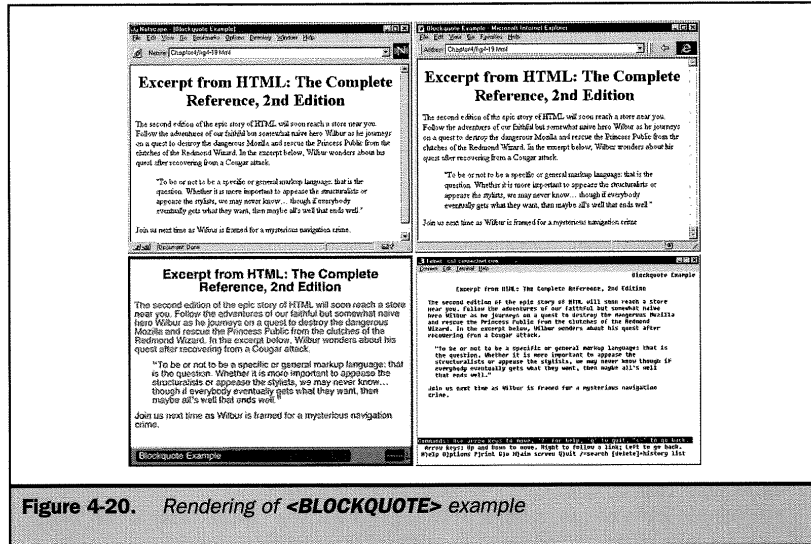 Netscape - [Blockquote Example]
File Edit View Go Bookmarks Options Directory Window Help
Excerpt from HTML: The Complete
Reference, 2nd Edition
The second edition of the epic story of HTML will soon reach a store near you.
Follow the adventures of our faithful but somewhat naive hero Wilbur as he journeys
on a quest to destroy the dangerous Mozilla and rescue the Princess Public from the
clutches of the Redmond Wizard. In the excerpt below, Wilbur wonders about his
quest after recovering from a Cougar attack.
"To be or not to be a specific or general markup language: that is the
question. Whether it is more important to appease the structuralists or
appease the stylists, we may never know... though if everybody
eventually gets what they want, then maybe all's well that ends well."
Join us next time as Wilbur is framed for a mysterious navigation crime.
Document: Done
Blockquote Example - Microsoft Internet Explorer
File Edit View Go Favorites Help
Excerpt from HTML: The Complete
Reference, 2nd Edition
The second edition of the epic story of HTML will soon reach a store near you.
Follow the adventures of our faithful but somewhat naive hero Wilbur as he journeys
on a quest to destroy the dangerous Mozilla and rescue the Princess Public from the
clutches of the Redmond Wizard. In the excerpt below, Wilbur wonders about his
quest after recovering from a Cougar attack.
"To be or not to be a specific or general markup language: that is the
question. Whether it is more important to appease the structuralists or
appease the stylists, we may never know... though if everybody
eventually gets what they want, then maybe all's well that ends well."
Join us next time as Wilbur is framed for a mysterious navigation crime
Excerpt from HTML: The Complete
Reference, 2nd Edition
The second edition of the epic story of HTML will soon reach a store
near you. Follow the adventures of our faithful but somewhat naive
hero Wilbur as he journeys on a quest to destroy the dangerous
Mozilla and rescue the Princess Public from the clutches of the
Redmond Wizard. In the excerpt below, Wilbur wonders about his
quest after recovering from a Cougar attack.
"To be or not to be a specific or general markup language: that
is the question. Whether it is more important to appease the
structuralists or appease the stylists, we may never know...
though if everybody eventually gets what they want, then
maybe all's well that ends well."
Join us next time as Wilbur is framed for a mysterious navigation
crime.
Blockquote Example
Connect Edit Terminal Help
Blockquote Example
Excerpt from HTML: The Complete Reference, 2nd Edition
The second edition of the epic story of HTML will soon reach a store
near you. Follow the adventures of our faithful but somewhat naive
hero Wilbur as he journeys on a quest to destroy the dangerous Mozilla
and rescue the Princess Public from the clutches of the Redmond
Wizard. In the excerpt below, Wilbur wonders about his quest after
recovering from a Cougar attack.
"To be or not to be a specific or general markup language: that is
the question. Whether it is more important to appease the
structuralists or appease the stylists, we may never know though if
everybody eventually gets what they want, then maybe all's well
that ends well."
Join us next time as Wilbur is framed for a mysterious navigation
crime.
Commands: Use arrow keys to move, '?' for help, 'q' to quit, '<-' to go back.
Arrow keys: Up and Down to move. Right to follow a link; Left to go back.
H)elp O)ptions P)rint G)o M)ain screen Q)uit /=search [delete]=history list
Figure 4-20. Rendering of <BLOCKQUOTE> example